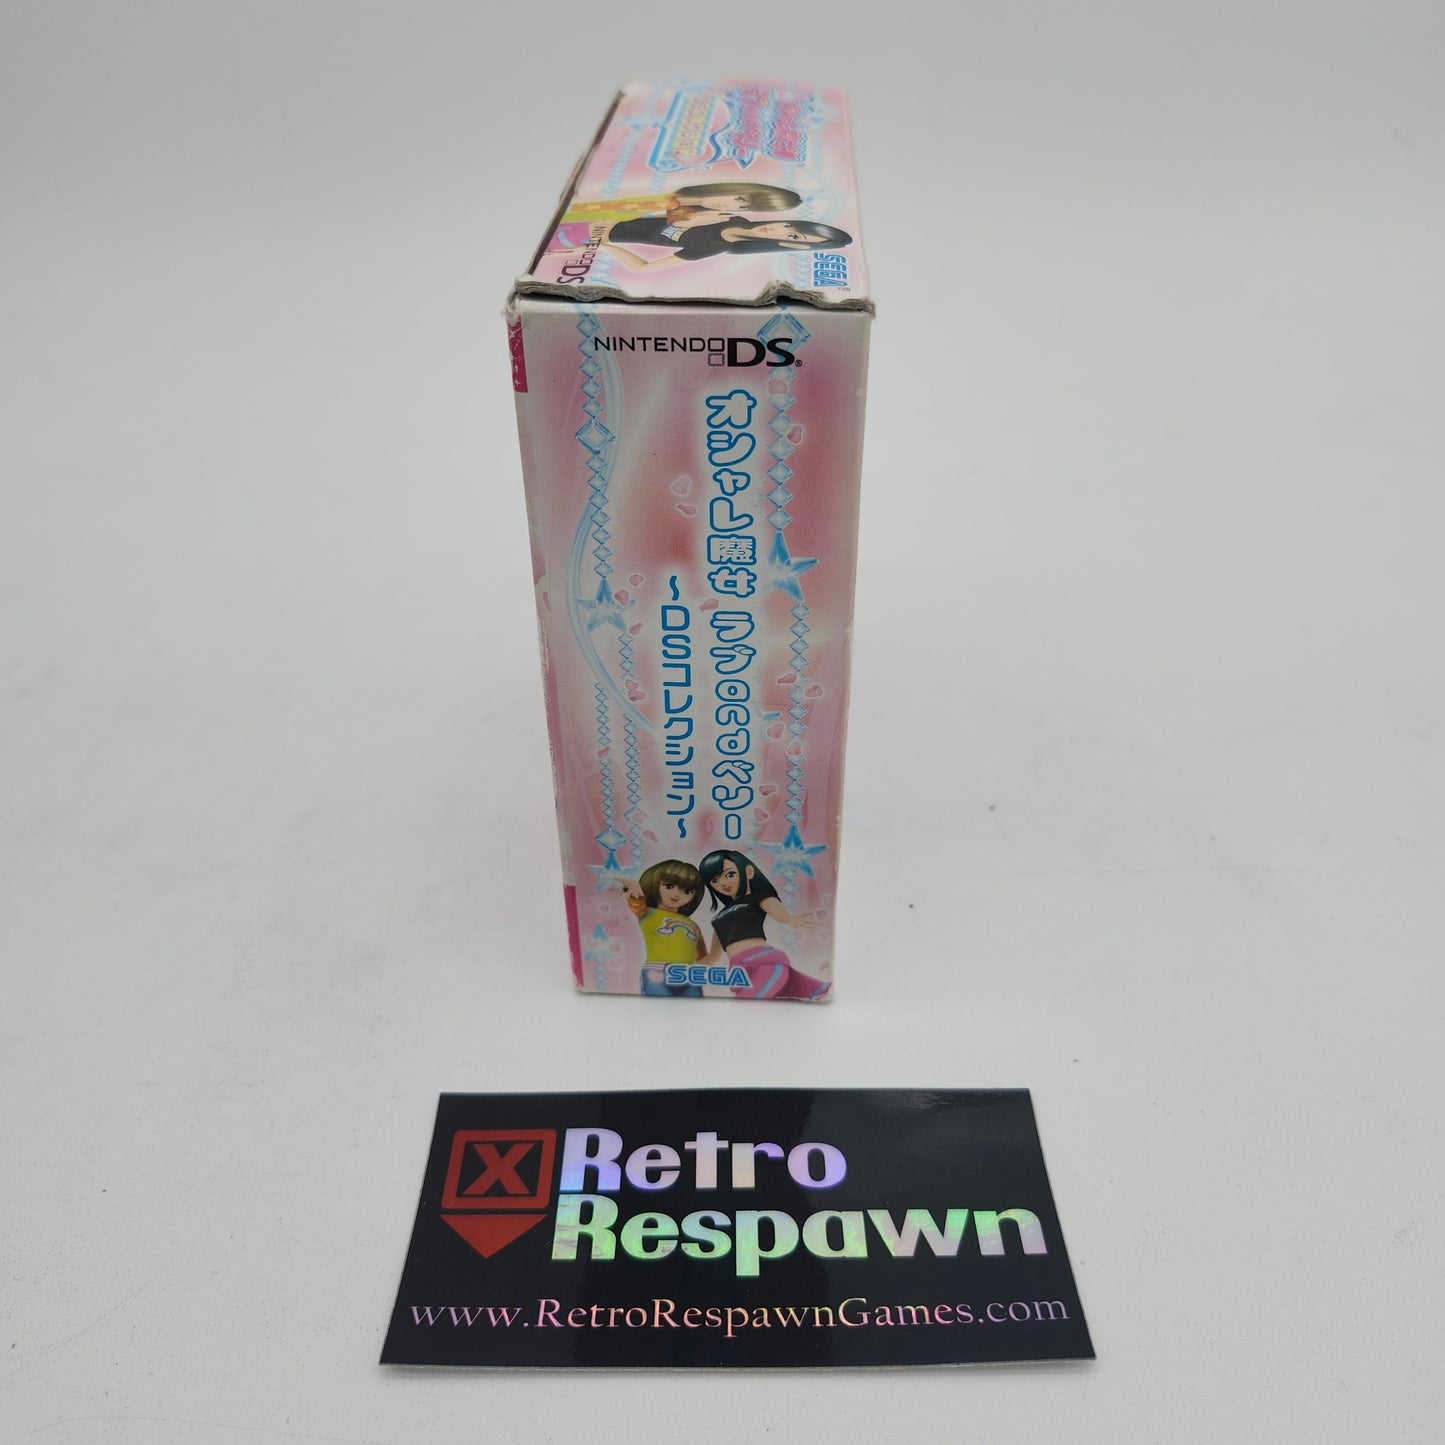 SEGA®
NINTENDO DS
NINTENDO DS®
オシャレ魔女 ラブandベリー
~DSコレクション~
SEGA®
X Retro
Respawn
www.RetroRespawnGames.com